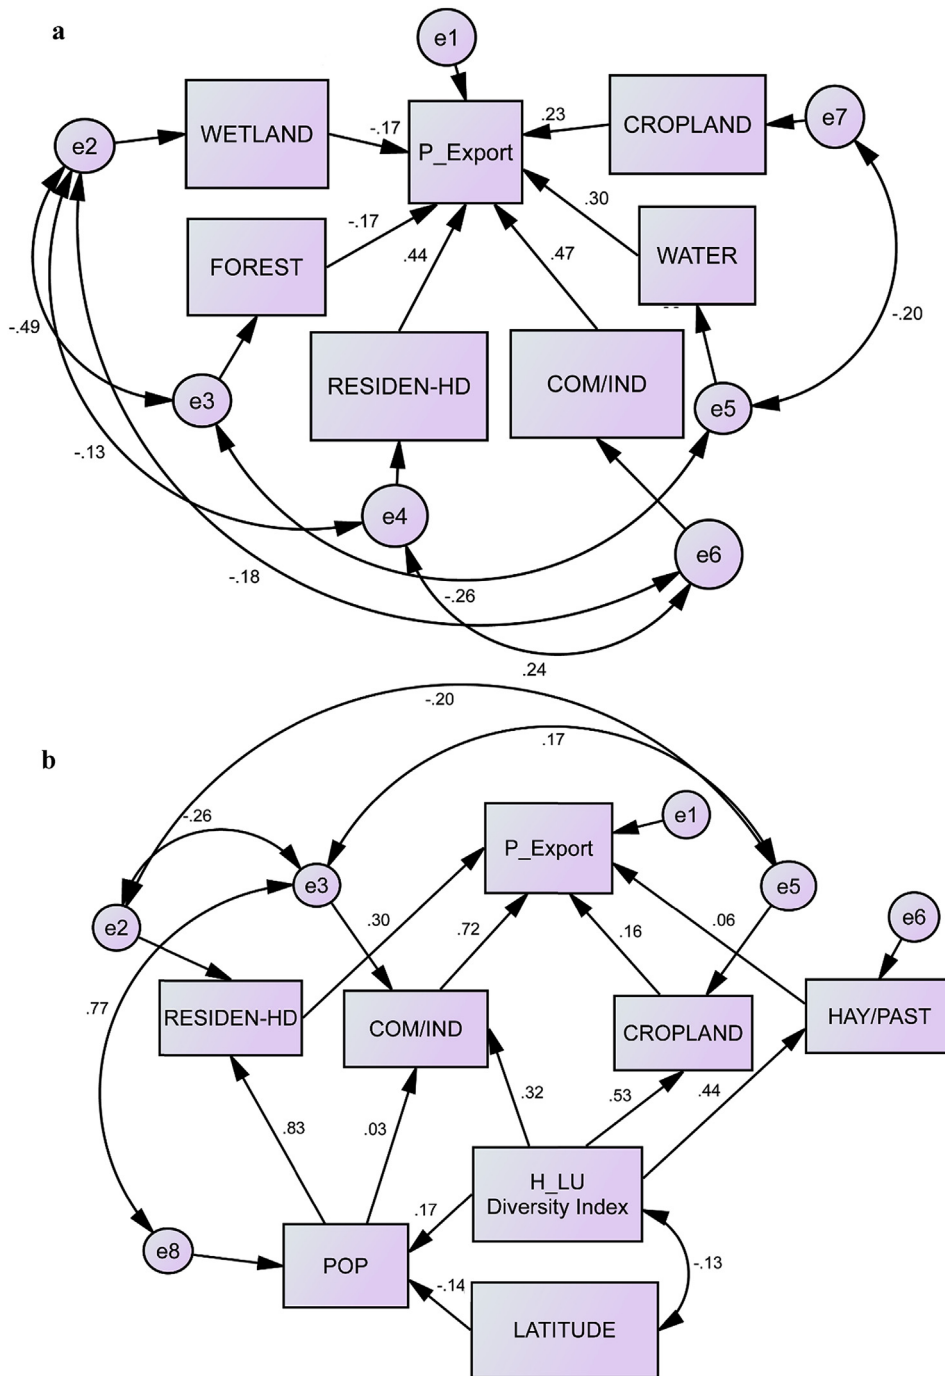 a
e1
e2
WETLAND
-.17
P_Export
.23
CROPLAND
e7
FOREST
-.17
.44
.47
.30
WATER
-.49
e3
RESIDEN-HD
COM/IND
e5
-.20
-.13
e4
e6
-.18
-.26
.24
b
-.20
.17
-.26
P_Export
e1
e2
e3
e5
e6
.30
.72
.16
.06
.77
RESIDEN-HD
COM/IND
CROPLAND
HAY/PAST
.83
.03
.32
.53
.44
H_LU
Diversity Index
.17
e8
POP
-.14
-.13
LATITUDE